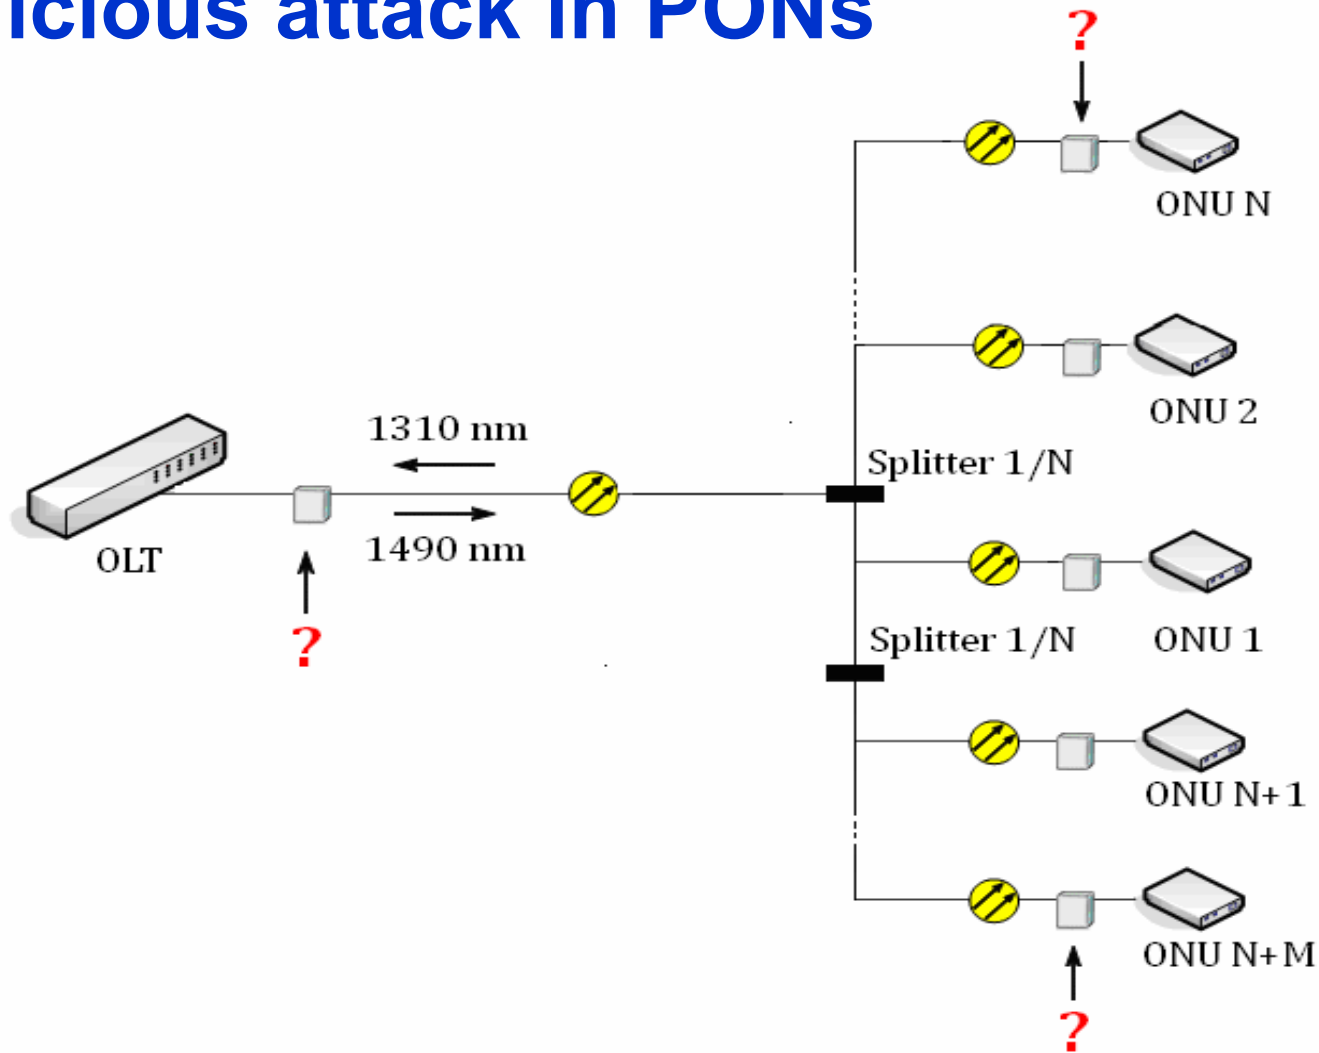 icious attack in PONs
?
ONU N
ONU 2
1310 nm
Splitter 1/N
1490 nm
OLT
?
Splitter 1/N
ONU 1
ONU N+1
ONU N+M
?